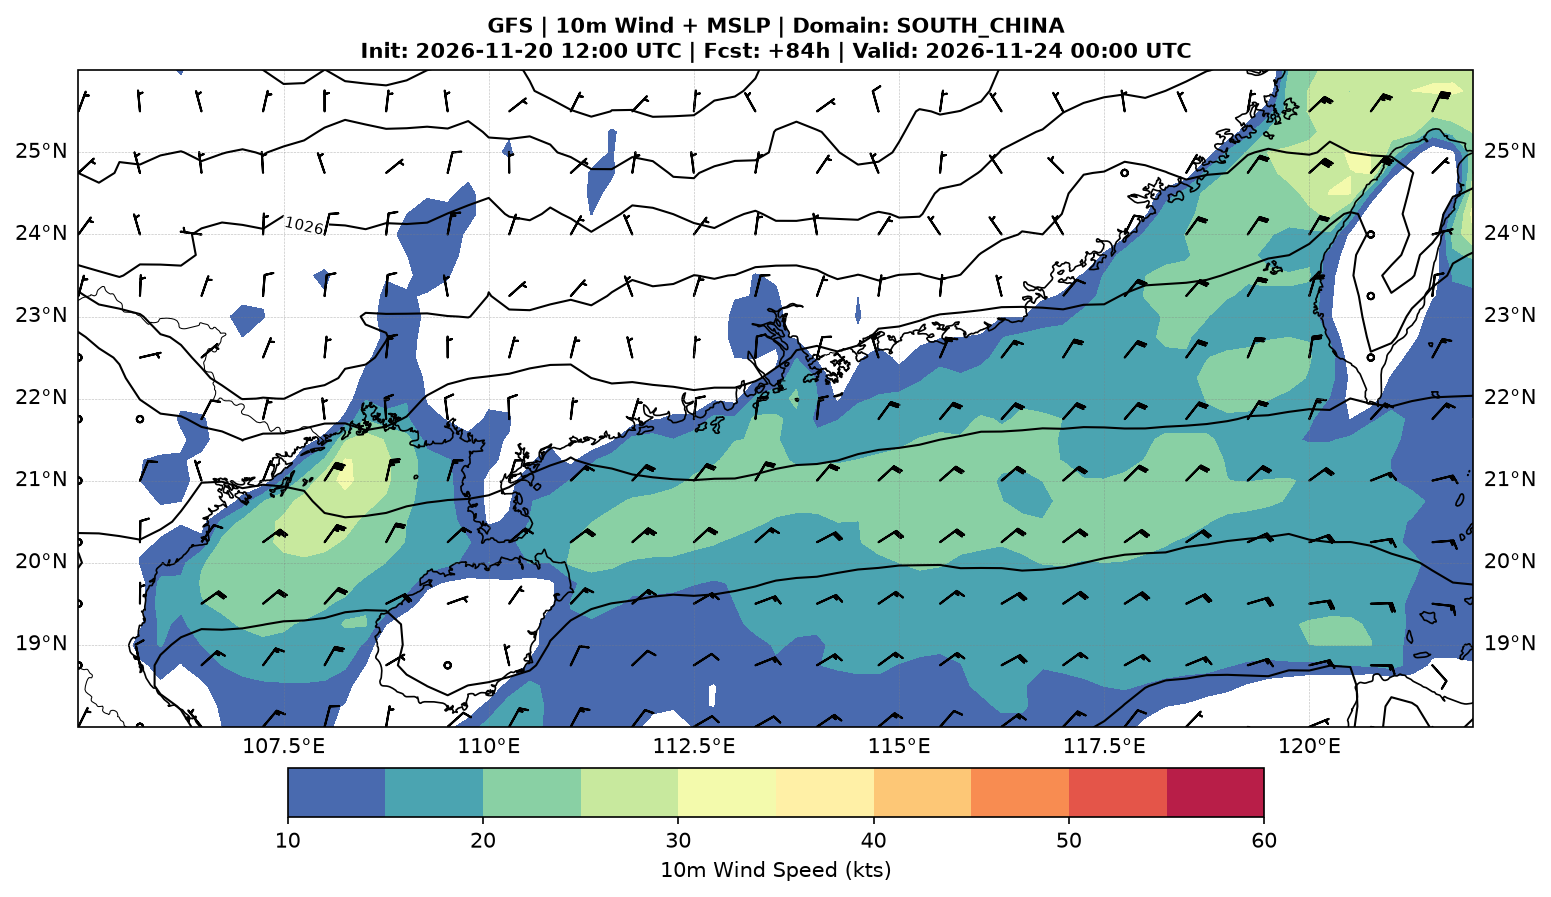 GFS | 10m Wind + MSLP | Domain: SOUTH_CHINA
Init: 2026-11-20 12:00 UTC | Fcst: +84h | Valid: 2026-11-24 00:00 UTC
25°N 25°N
1026
24°N 24°N
23°N 23°N
22°N 22°N
21°N 21°N
20°N 20°N
19°N 19°N
107.5°E 110°E 112.5°E 115°E 117.5°E 120°E
10 20 30 40 50 60
10m Wind Speed (kts)